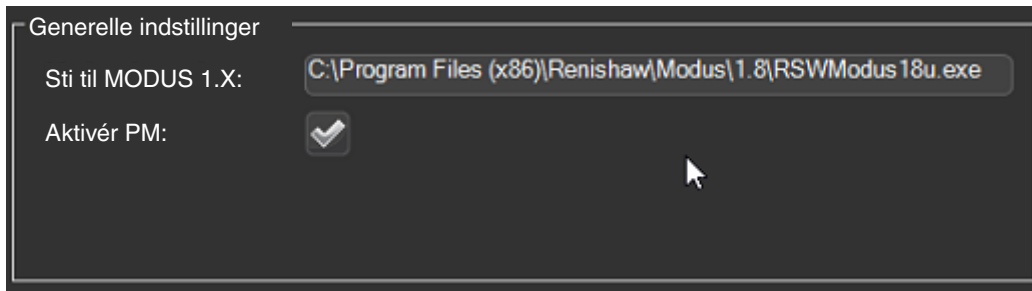 Generelle indstillinger
Sti til MODUS 1.X: C:\Program Files (x86)\Renishaw\Modus\1.8\RSWModus18u.exe
Aktivér PM: